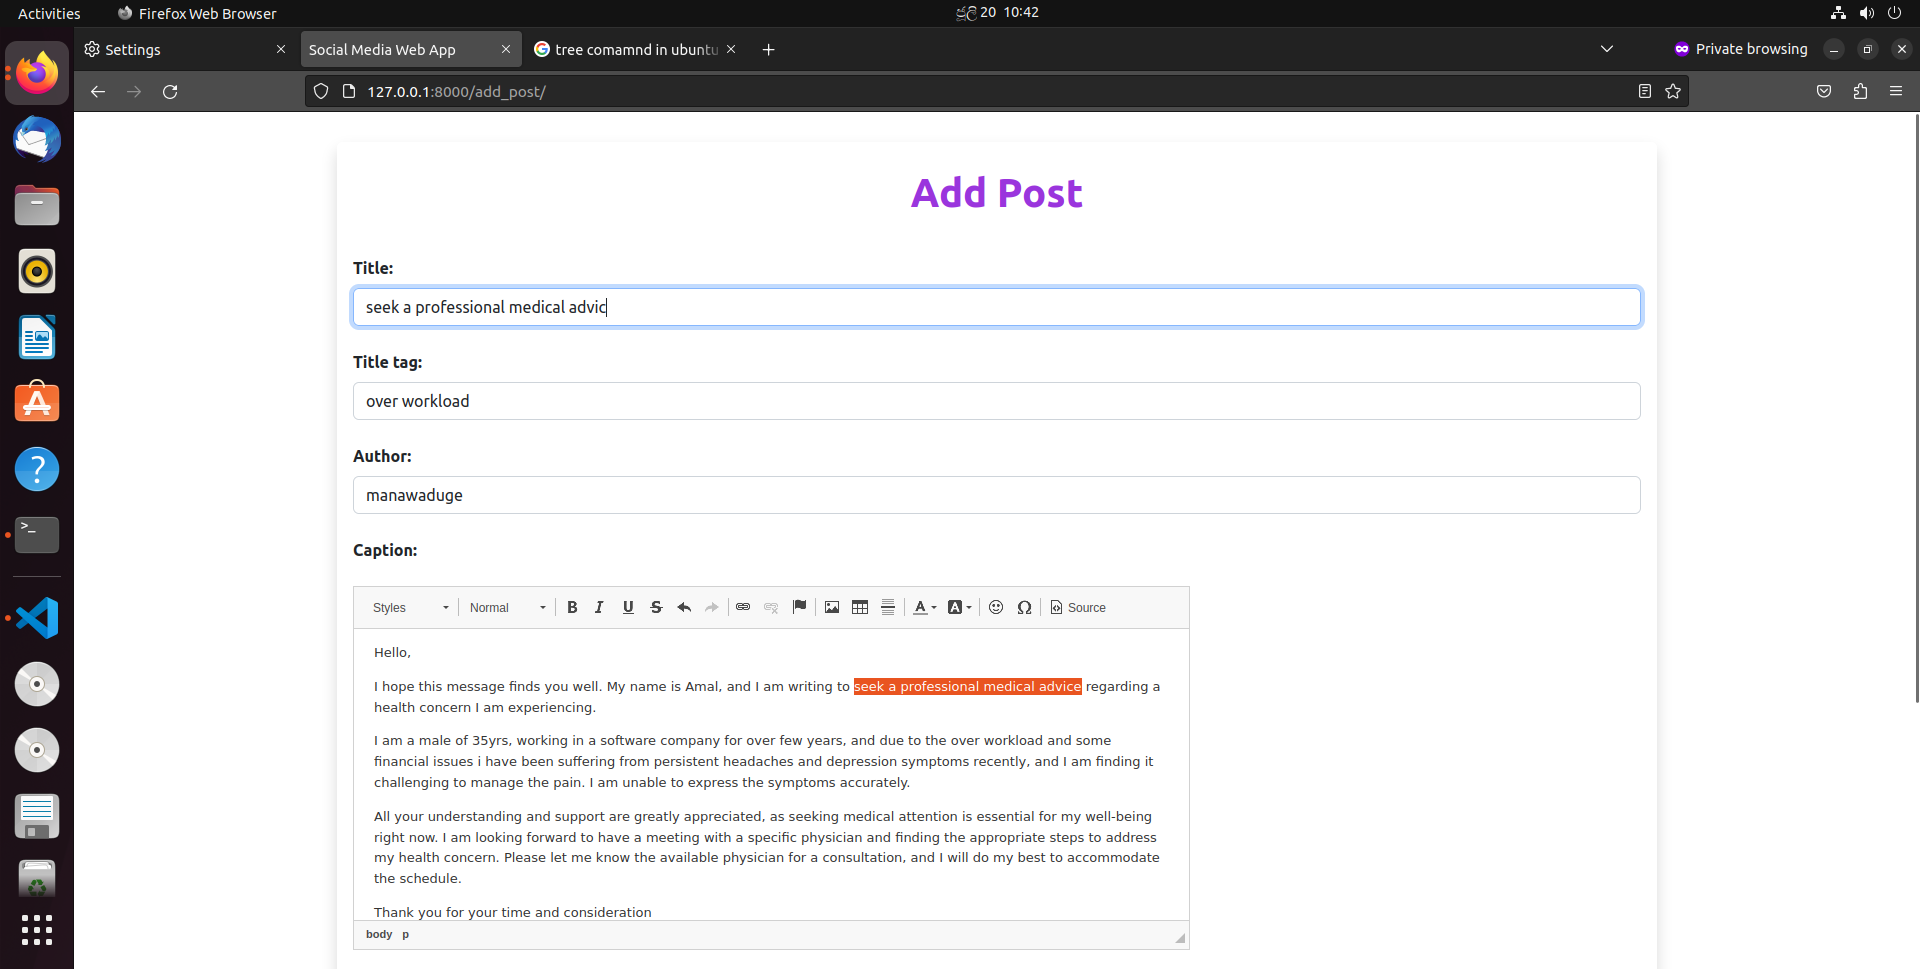 Activities
Firefox Web Browser
ජූලි 20 10:42
Settings
Social Media Web App
tree comamnd in ubuntu
Private browsing
127.0.0.1:8000/add_post/
Add Post
Title:
seek a professional medical advic
Title tag:
over workload
Author:
manawaduge
Caption:
Styles
Normal
B I U S
A A
Ω
Source
Hello,
I hope this message finds you well. My name is Amal, and I am writing to seek a professional medical advice regarding a
health concern I am experiencing.
I am a male of 35yrs, working in a software company for over few years, and due to the over workload and some
financial issues i have been suffering from persistent headaches and depression symptoms recently, and I am finding it
challenging to manage the pain. I am unable to express the symptoms accurately.
All your understanding and support are greatly appreciated, as seeking medical attention is essential for my well-being
right now. I am looking forward to have a meeting with a specific physician and finding the appropriate steps to address
my health concern. Please let me know the available physician for a consultation, and I will do my best to accommodate
the schedule.
Thank you for your time and consideration
body p